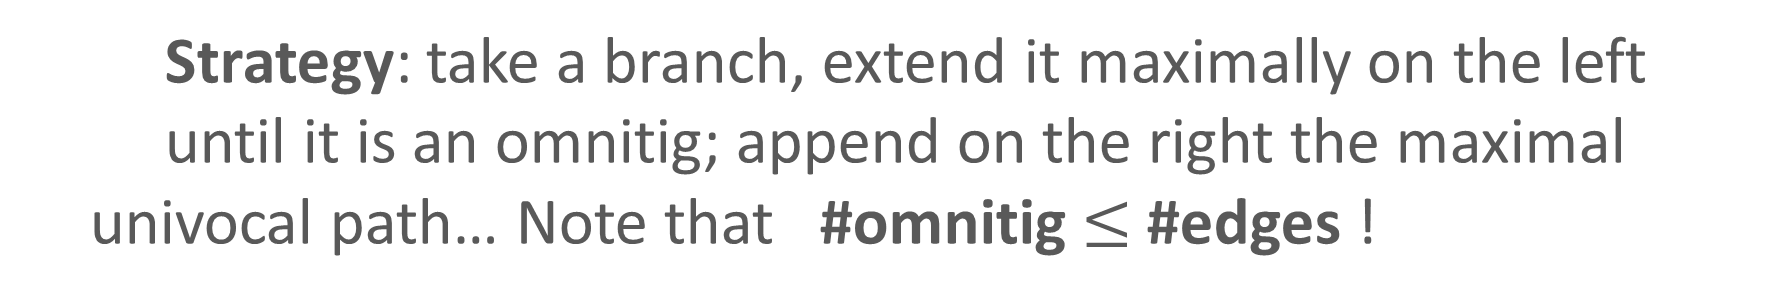 Strategy: take a branch, extend it maximally on the left
until it is an omnitig; append on the right the maximal
univocal path... Note that #omnitig ≤ #edges !